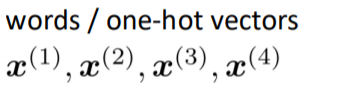 words / one-hot vectors
x⁽¹⁾, x⁽²⁾, x⁽³⁾, x⁽⁴⁾